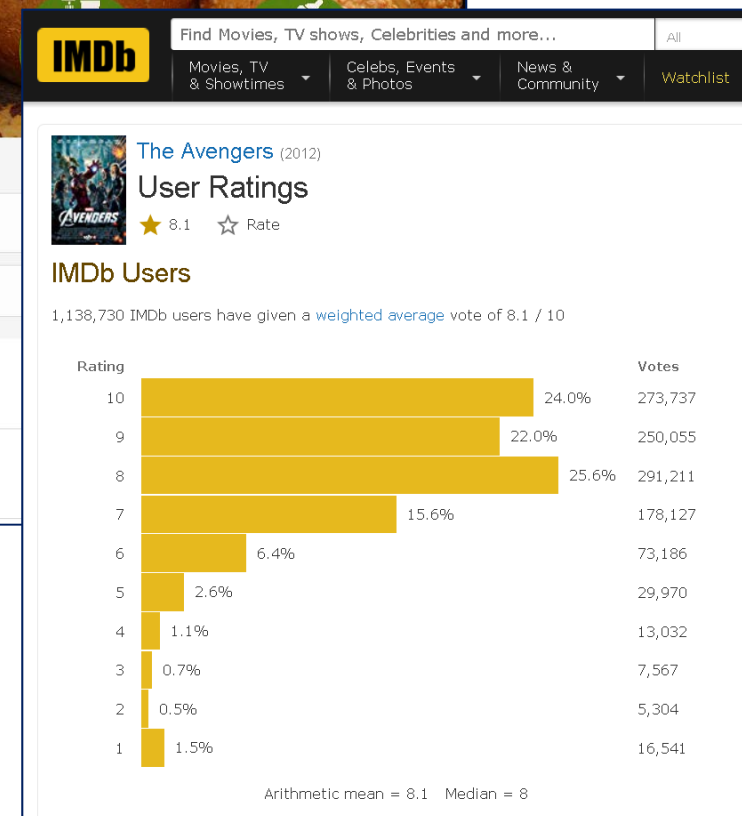 IMDb
Find Movies, TV shows, Celebrities and more...
All
Movies, TV
& Showtimes
Celebs, Events
& Photos
News &
Community
Watchlist
AVENGERS
The Avengers (2012)
User Ratings
8.1 Rate
IMDb Users
1,138,730 IMDb users have given a weighted average vote of 8.1 / 10
Rating Votes
10 24.0% 273,737
9 22.0% 250,055
8 25.6% 291,211
7 15.6% 178,127
6 6.4% 73,186
5 2.6% 29,970
4 1.1% 13,032
3 0.7% 7,567
2 0.5% 5,304
1 1.5% 16,541
Arithmetic mean = 8.1 Median = 8